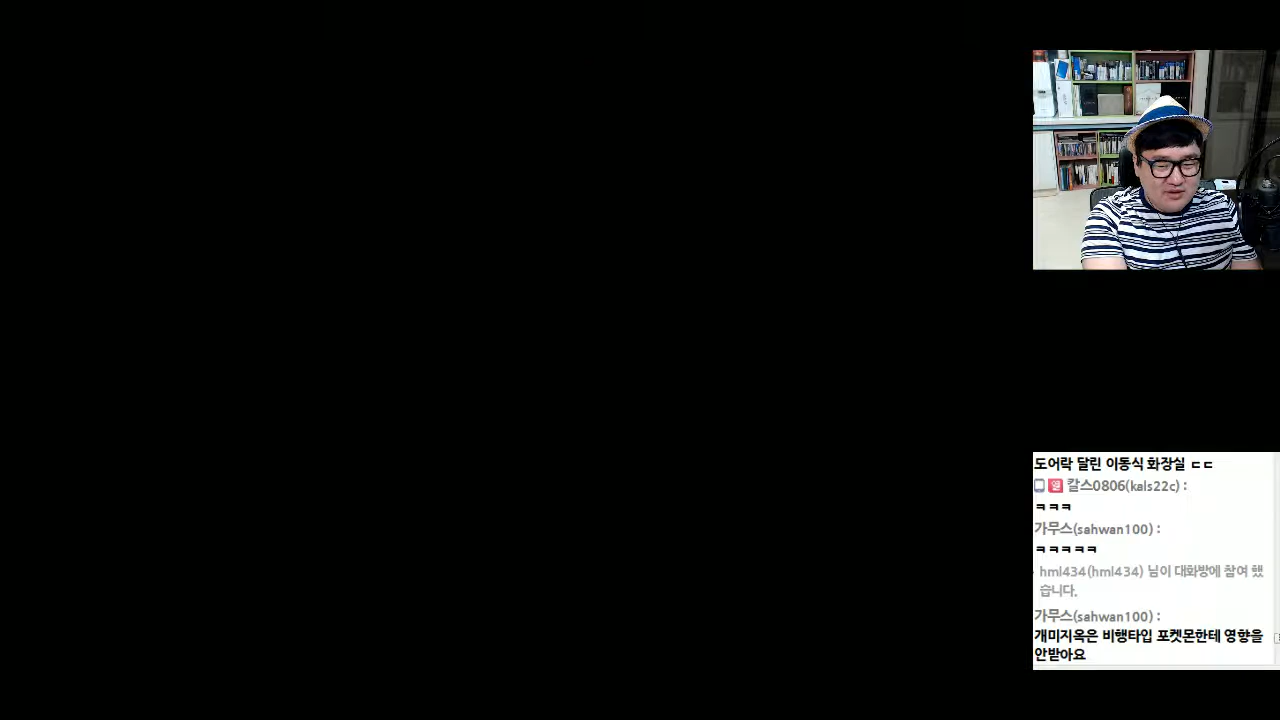 도어락 달린 이동식 화장실 ㄷㄷ
열 칼스0806(kals22c) :
ㅋㅋㅋ
가무스(sahwan100) :
ㅋㅋㅋㅋㅋ
hml434(hml434) 님이 대화방에 참여 했
습니다.
가무스(sahwan100) :
개미지옥은 비행타입 포켓몬한테 영향을
안받아요